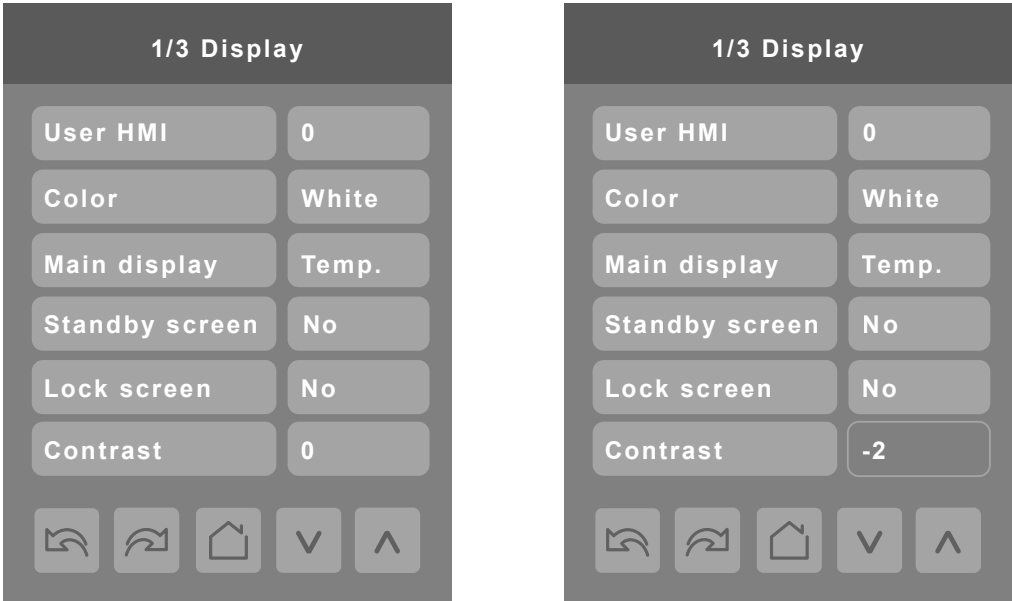 1/3 Display
User HMI 0
Color White
Main display Temp.
Standby screen No
Lock screen No
Contrast 0
1/3 Display
User HMI 0
Color White
Main display Temp.
Standby screen No
Lock screen No
Contrast -2